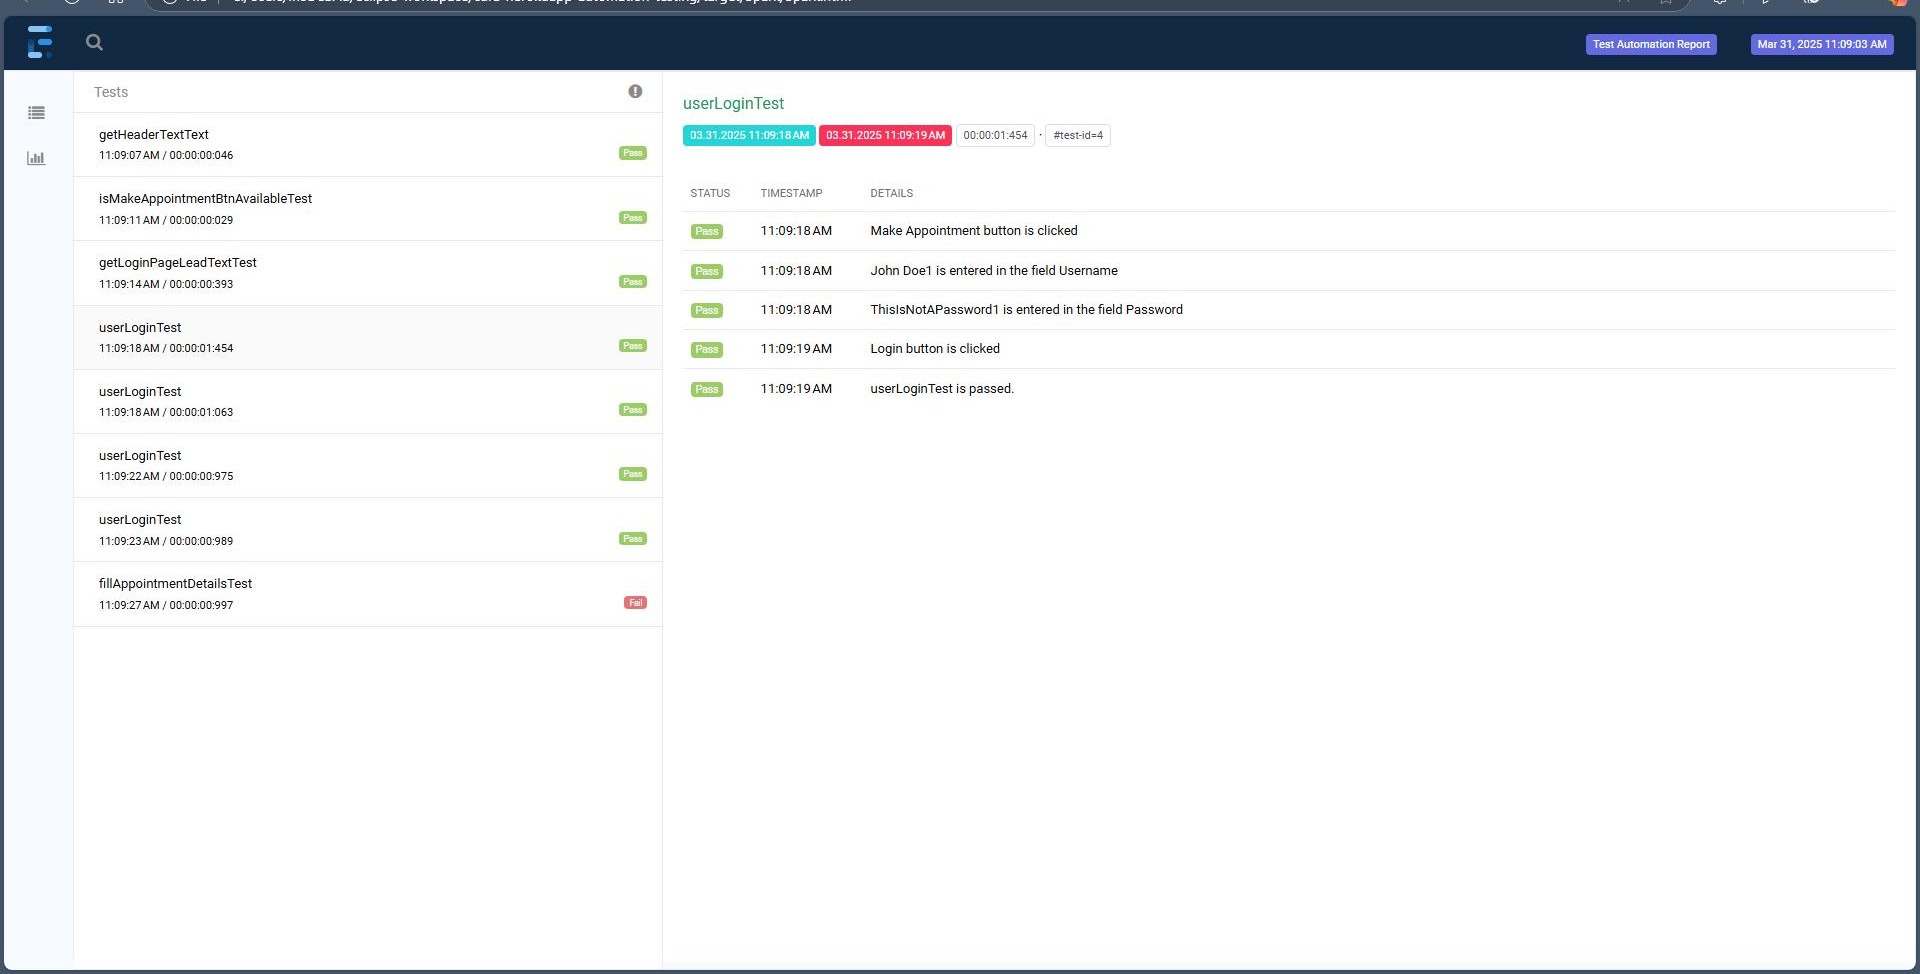 Test Automation Report
Mar 31, 2025 11:09:03 AM
Tests
getHeaderTextText
11:09:07 AM / 00:00:00:046
Pass
isMakeAppointmentBtnAvailableTest
11:09:11 AM / 00:00:00:029
Pass
getLoginPageLeadTextTest
11:09:14 AM / 00:00:00:393
Pass
userLoginTest
11:09:18 AM / 00:00:01:454
Pass
userLoginTest
11:09:18 AM / 00:00:01:063
Pass
userLoginTest
11:09:22 AM / 00:00:00:975
Pass
userLoginTest
11:09:23 AM / 00:00:00:989
Pass
fillAppointmentDetailsTest
11:09:27 AM / 00:00:00:997
Fail
userLoginTest
03.31.2025 11:09:18 AM 03.31.2025 11:09:19 AM 00:00:01:454 · #test-id=4
STATUS TIMESTAMP DETAILS
Pass 11:09:18 AM Make Appointment button is clicked
Pass 11:09:18 AM John Doe1 is entered in the field Username
Pass 11:09:18 AM ThisIsNotAPassword1 is entered in the field Password
Pass 11:09:19 AM Login button is clicked
Pass 11:09:19 AM userLoginTest is passed.